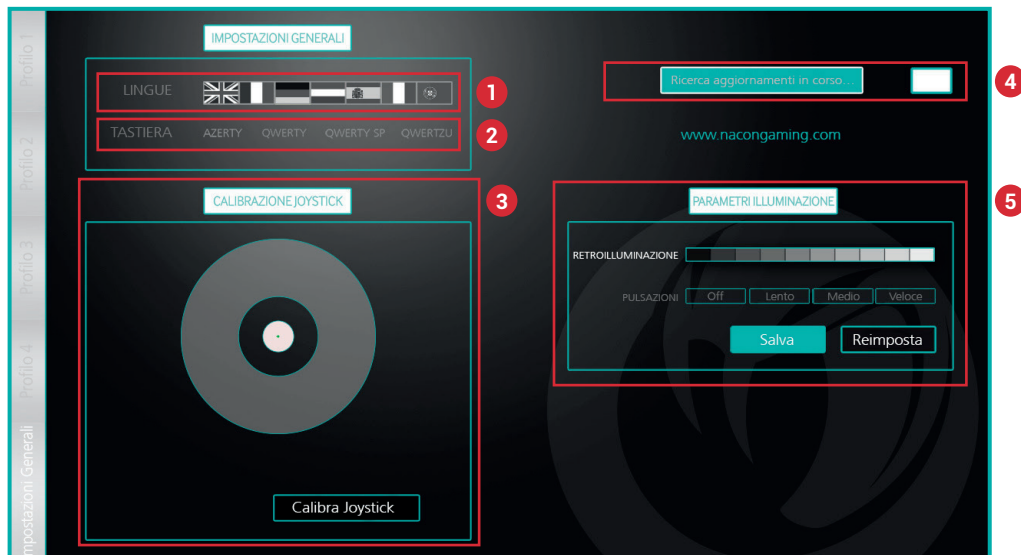 Profilo 1
Profilo 2
Profilo 3
Profilo 4
Impostazioni Generali
IMPOSTAZIONI GENERALI
LINGUE
1
TASTIERA AZERTY QWERTY QWERTY SP QWERTZU
2
CALIBRAZIONE JOYSTICK
3
Calibra Joystick
Ricerca aggiornamenti in corso...
4
www.nacongaming.com
PARAMETRI ILLUMINAZIONE
5
RETROILLUMINAZIONE
PULSAZIONI Off Lento Medio Veloce
Salva Reimposta